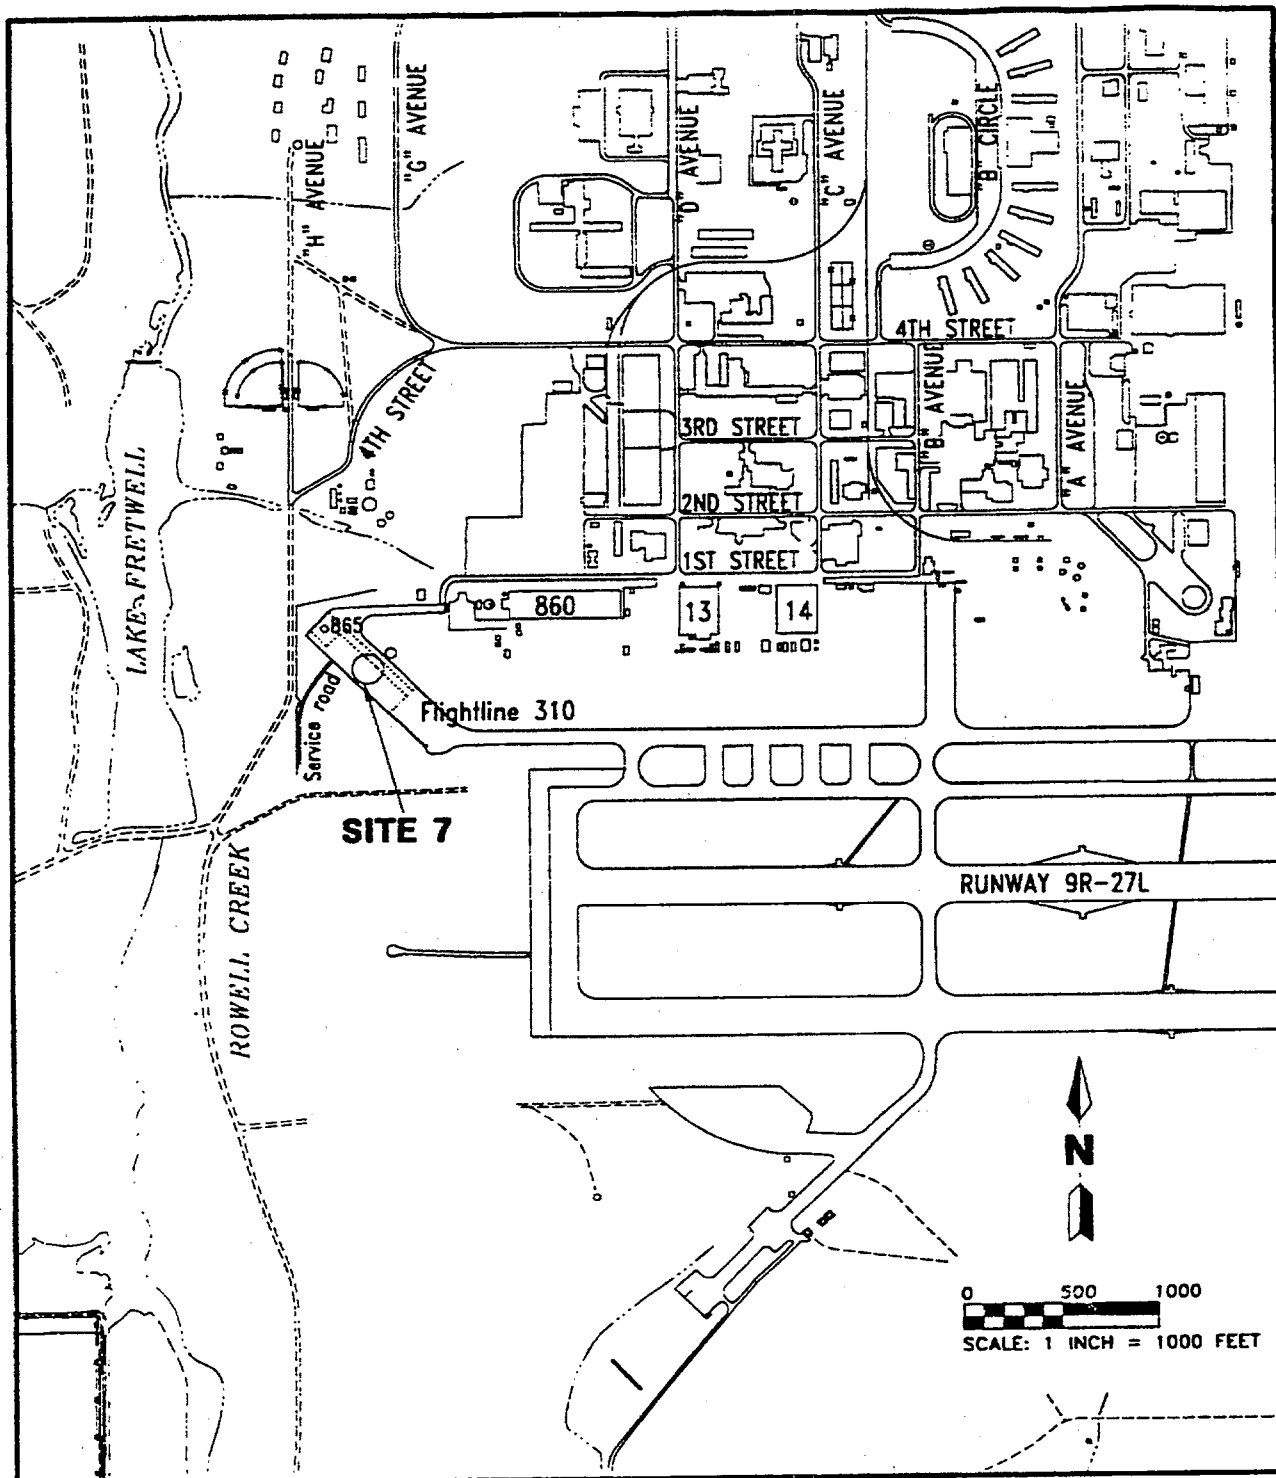 "H" AVENUE
"G" AVENUE
"D" AVENUE
"C" AVENUE
"B" CIRCLE
4TH STREET
4TH STREET
"B" AVENUE
"A" AVENUE
3RD STREET
2ND STREET
1ST STREET
LAKE FRETWELL
860
13
14
865
Service road
Flightline 310
SITE 7
RUNWAY 9R-27L
ROWELL CREEK
N
0 500 1000
SCALE: 1 INCH = 1000 FEET